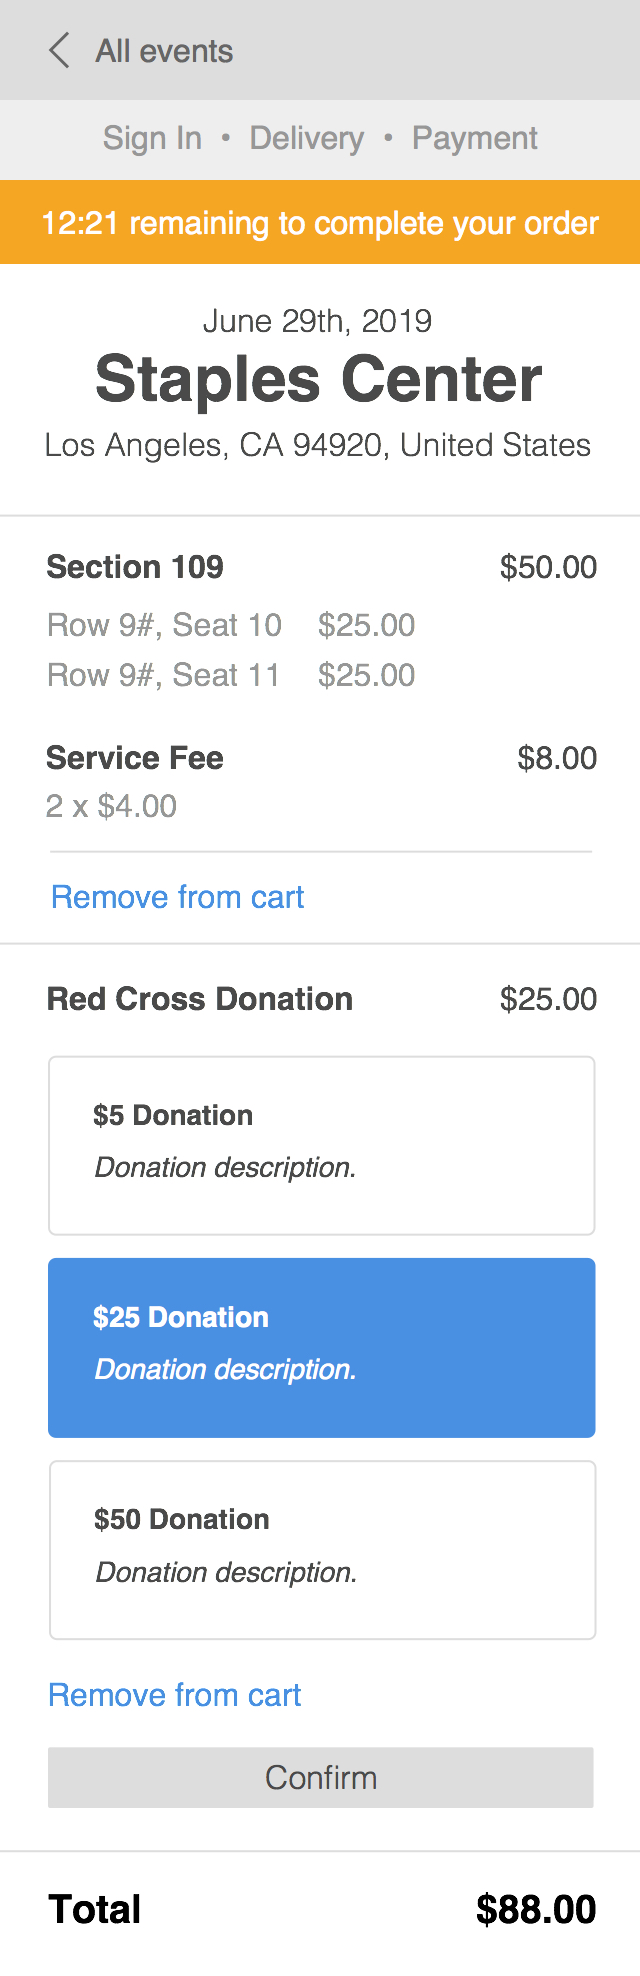 All events
Sign In • Delivery • Payment
12:21 remaining to complete your order
June 29th, 2019
Staples Center
Los Angeles, CA 94920, United States
Section 109 $50.00
Row 9#, Seat 10 $25.00
Row 9#, Seat 11 $25.00
Service Fee $8.00
2 x $4.00
Remove from cart
Red Cross Donation $25.00
$5 Donation
Donation description.
$25 Donation
Donation description.
$50 Donation
Donation description.
Remove from cart
Confirm
Total $88.00